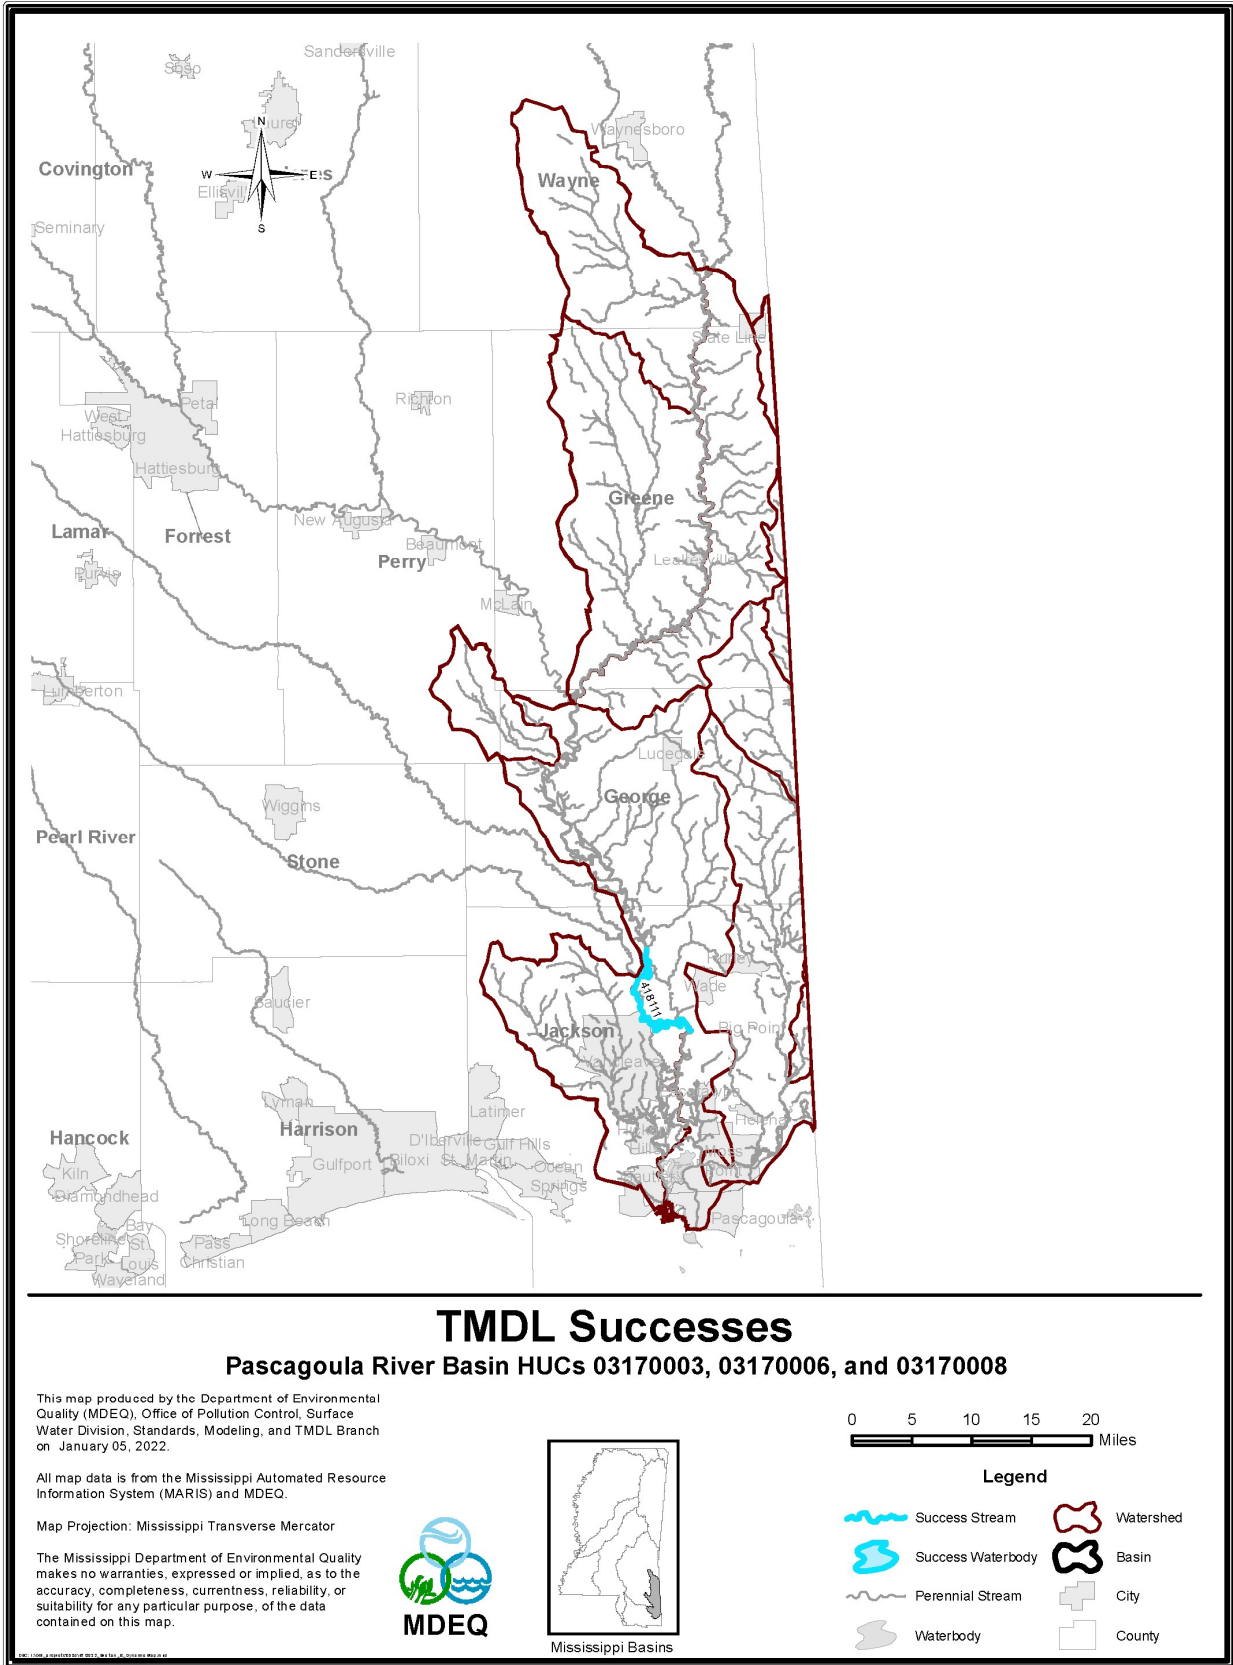 Sandersville
Soso
Laurel
N
Waynesboro
Covington
W
E
Ellisville
Wayne
S
Seminary
State Line
Petal
Richton
West
Hattiesburg
Hattiesburg
Greene
New Augusta
Lamar
Forrest
Beaumont
Perry
Leakesville
Purvis
McLain
Lumberton
Lucedale
George
Wiggins
Pearl River
Stone
Hurley
Wade
418111
Saucier
Jackson
Big Point
Vancleave
Escatawpa
Lyman
Latimer
Helena
Harrison
Hancock
D'Iberville
Gulf Hills
Hickory
Hills
Moss
Point
Gulfport
Biloxi
St. Martin
Ocean
Springs
Kiln
Gautier
Diamondhead
Long Beach
Pascagoula
Bay
St.
Louis
Shoreline
Park
Pass
Christian
Waveland
TMDL Successes
Pascagoula River Basin HUCs 03170003, 03170006, and 03170008
This map produced by the Department of Environmental
Quality (MDEQ), Office of Pollution Control, Surface
Water Division, Standards, Modeling, and TMDL Branch
on January 05, 2022.
All map data is from the Mississippi Automated Resource
Information System (MARIS) and MDEQ.
Map Projection: Mississippi Transverse Mercator
The Mississippi Department of Environmental Quality
makes no warranties, expressed or implied, as to the
accuracy, completeness, currentness, reliability, or
suitability for any particular purpose, of the data
contained on this map.
MDEQ
Mississippi Basins
0 5 10 15 20
Miles
Legend
Success Stream
Watershed
Success Waterbody
Basin
Perennial Stream
City
Waterbody
County